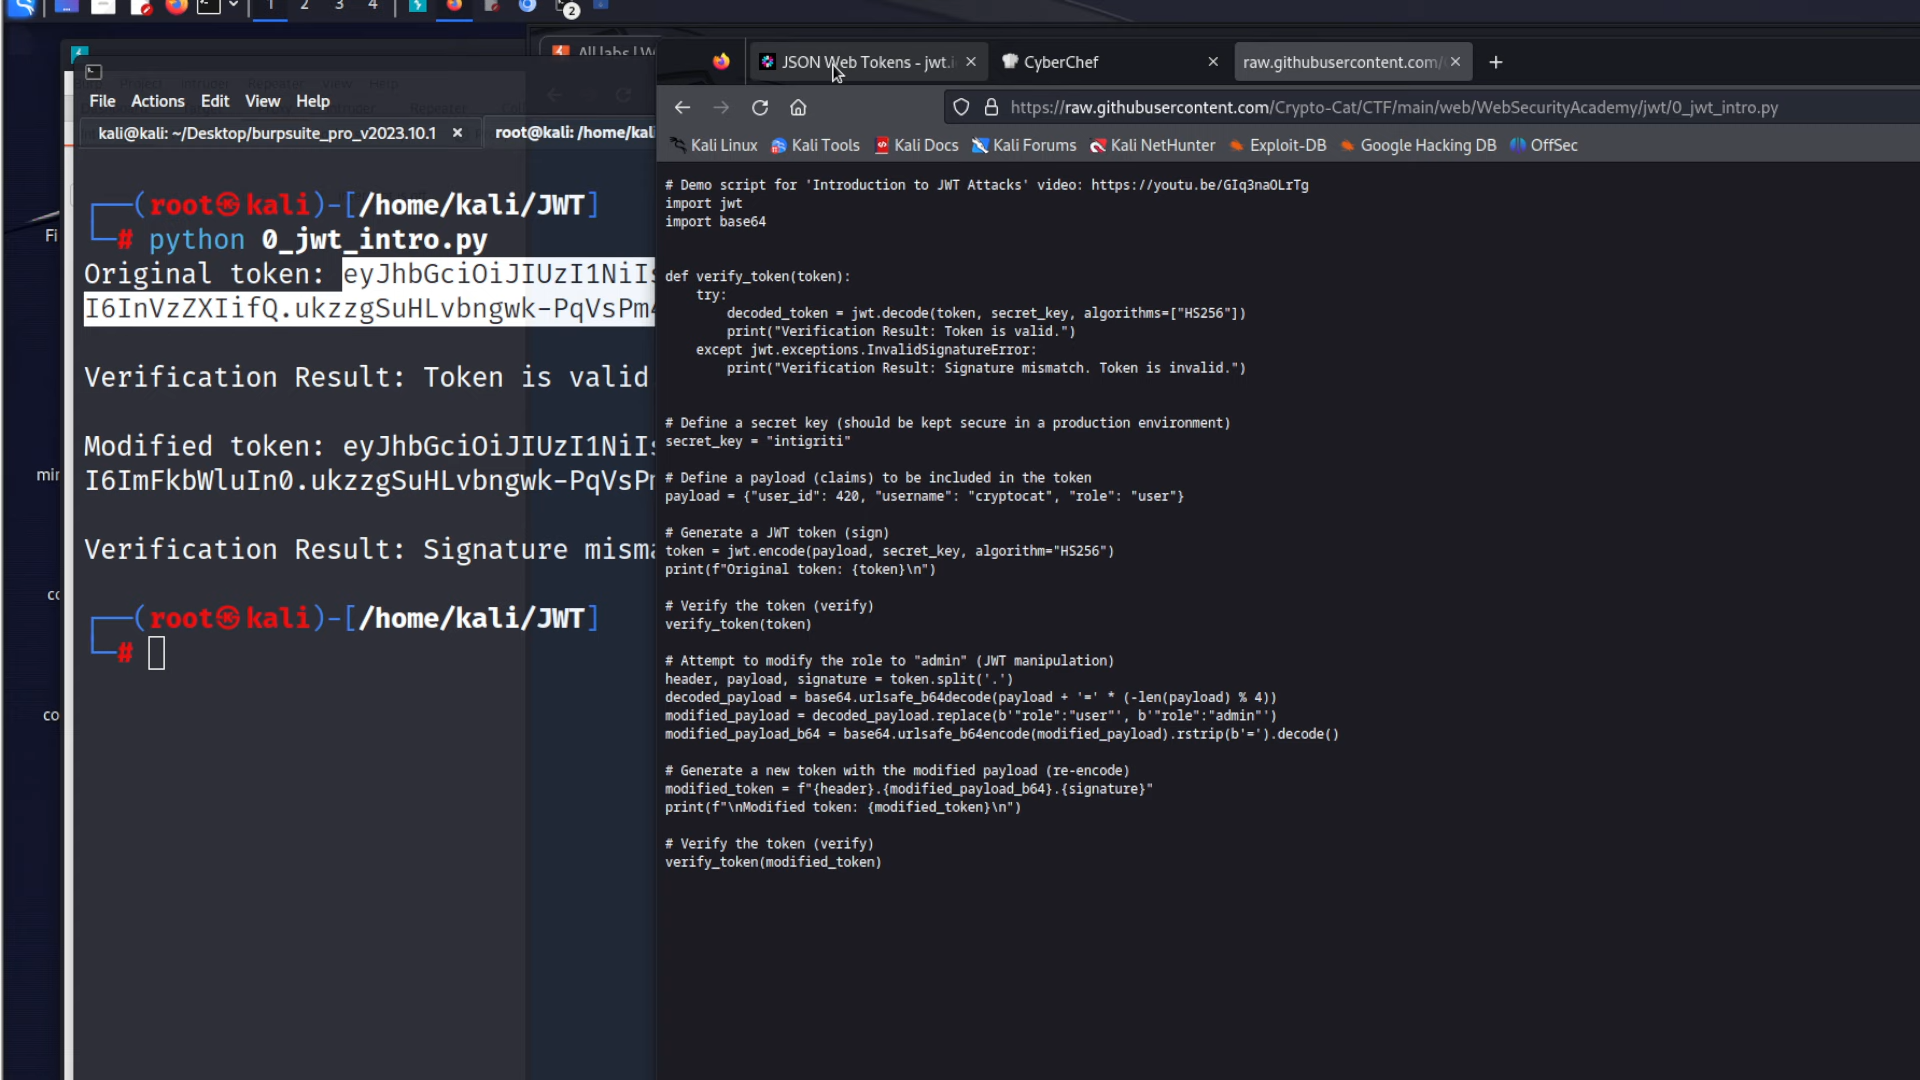 1 2 3 4
2
All labs | W
File Actions Edit View Help
kali@kali: ~/Desktop/burpsuite_pro_v2023.10.1
root@kali: /home/kal
(root㉿kali)-[/home/kali/JWT]
# python 0_jwt_intro.py
Original token: eyJhbGciOiJIUzI1NiIs
I6InVzZXIifQ.ukzzgSuHLvbngwk-PqVsPm4
Verification Result: Token is valid
Modified token: eyJhbGciOiJIUzI1NiIs
I6ImFkbWluIn0.ukzzgSuHLvbngwk-PqVsPm
Verification Result: Signature misma
(root㉿kali)-[/home/kali/JWT]
#
JSON Web Tokens - jwt.i
CyberChef
raw.githubusercontent.com/
https://raw.githubusercontent.com/Crypto-Cat/CTF/main/web/WebSecurityAcademy/jwt/0_jwt_intro.py
Kali Linux Kali Tools Kali Docs Kali Forums Kali NetHunter Exploit-DB Google Hacking DB OffSec
# Demo script for 'Introduction to JWT Attacks' video: https://youtu.be/GIq3naOLrTg
import jwt
import base64
def verify_token(token):
try:
decoded_token = jwt.decode(token, secret_key, algorithms=["HS256"])
print("Verification Result: Token is valid.")
except jwt.exceptions.InvalidSignatureError:
print("Verification Result: Signature mismatch. Token is invalid.")
# Define a secret key (should be kept secure in a production environment)
secret_key = "intigriti"
# Define a payload (claims) to be included in the token
payload = {"user_id": 420, "username": "cryptocat", "role": "user"}
# Generate a JWT token (sign)
token = jwt.encode(payload, secret_key, algorithm="HS256")
print(f"Original token: {token}\n")
# Verify the token (verify)
verify_token(token)
# Attempt to modify the role to "admin" (JWT manipulation)
header, payload, signature = token.split('.')
decoded_payload = base64.urlsafe_b64decode(payload + '=' * (-len(payload) % 4))
modified_payload = decoded_payload.replace(b'"role":"user"', b'"role":"admin"')
modified_payload_b64 = base64.urlsafe_b64encode(modified_payload).rstrip(b'=').decode()
# Generate a new token with the modified payload (re-encode)
modified_token = f"{header}.{modified_payload_b64}.{signature}"
print(f"\nModified token: {modified_token}\n")
# Verify the token (verify)
verify_token(modified_token)